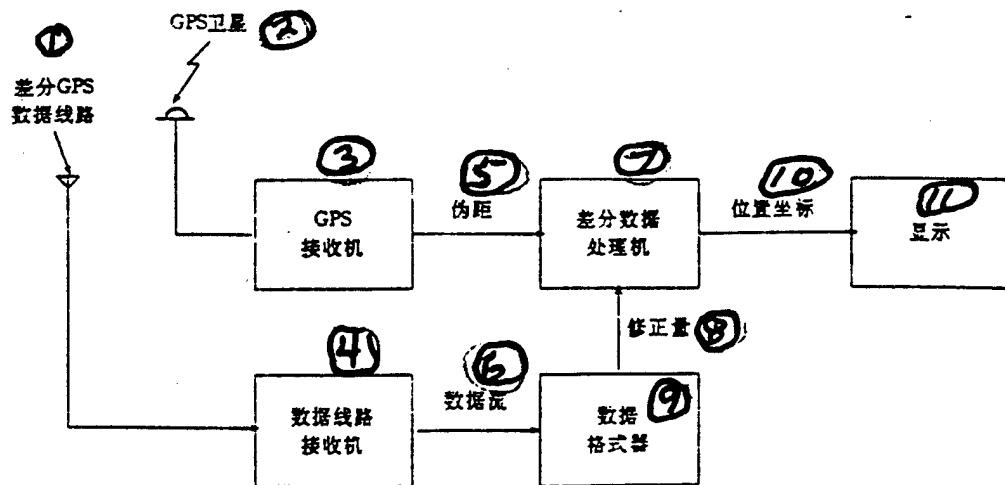 ①
差分GPS
数据线路
GPS卫星 ②
③
GPS
接收机
⑤
伪距
⑦
差分数据
处理机
⑩
位置坐标
⑪
显示
修正量 ⑧
④
数据线路
接收机
⑥
数据流
⑨
数据
格式器